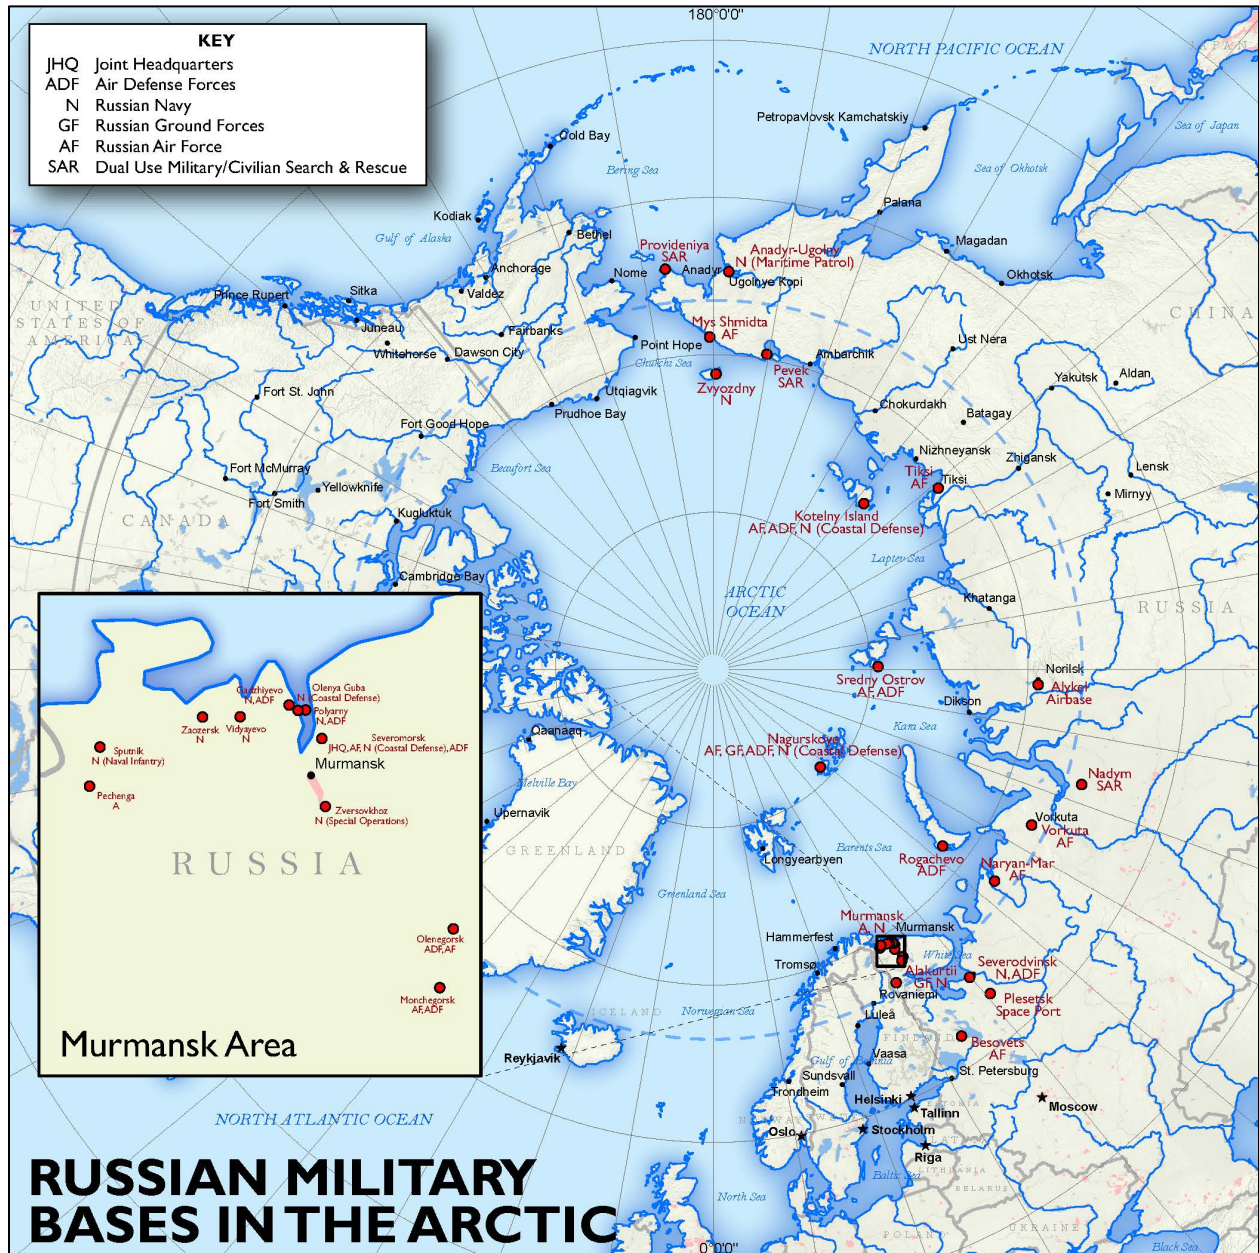 180°0'0"
KEY
JHQ Joint Headquarters
ADF Air Defense Forces
N Russian Navy
GF Russian Ground Forces
AF Russian Air Force
SAR Dual Use Military/Civilian Search & Rescue
NORTH PACIFIC OCEAN
JAPAN
Sea of Japan
Petropavlovsk Kamchatskiy
Sea of Okhotsk
Cold Bay
Bering Sea
Palana
Kodiak
Gulf of Alaska
Bethel
Magadan
Okhotsk
Provideniya
SAR
Anadyr-Ugolny
N (Maritime Patrol)
Anadyr
Ugolnye Kopi
Nome
Anchorage
Valdez
Sitka
Prince Rupert
Juneau
UNITED
STATES OF
AMERICA
CHINA
Fairbanks
Whitehorse
Dawson City
Point Hope
Mys Shmidta
AF
Chukchi Sea
Pevek
SAR
Ambarchik
Ust Nera
Zvyozdny
N
Utqiagvik
Prudhoe Bay
Yakutsk
Aldan
Fort St. John
Chokurdakh
Batagay
Fort Good Hope
Nizhneyansk
Zhigansk
Lensk
Mirnyy
Beaufort Sea
Tiksi
AF
Tiksi
Fort McMurray
Fort Smith
Yellowknife
Kugluktuk
CANADA
Kotelny Island
AF, ADF, N (Coastal Defense)
Laptev Sea
Cambridge Bay
ARCTIC
OCEAN
Khatanga
RUSSIA
Sredny Ostrov
AF, ADF
Norilsk
Alykel
Airbase
Dikson
Kara Sea
Nagurskoye
AF, GF, ADF, N (Coastal Defense)
Nadym
SAR
Vorkuta
Vorkuta
AF
Qaanaaq
Melville Bay
Upernavik
GREENLAND
Longyearbyen
Barents Sea
Rogachevo
ADF
Naryan-Mar
AF
Greenland Sea
Murmansk
A, N
Murmansk
Hammerfest
Tromsø
White Sea
Alakurtii
GF, N
Severodvinsk
N, ADF
Plesetsk
Space Port
Rovaniemi
ICELAND
Norwegian Sea
Luleå
Reykjavik
FINLAND
Besovets
AF
Vaasa
Gulf of Bothnia
Sundsvall
Trondheim
St. Petersburg
Helsinki
Tallinn
ESTONIA
Moscow
NORWAY
SWEDEN
Oslo
Stockholm
LATVIA
Riga
LITHUANIA
Baltic Sea
BELARUS
North Sea
POLAND
UKRAINE
Black Sea
0°0'0"
NORTH ATLANTIC OCEAN
Gadzhiyevo
N, ADF
Olenya Guba
N (Coastal Defense)
Polyarny
N, ADF
Zaozersk
N
Vidyayevo
N
Severomorsk
JHQ, AF, N (Coastal Defense), ADF
Sputnik
N (Naval Infantry)
Murmansk
Pechenga
A
Zversovkhoz
N (Special Operations)
RUSSIA
Olenegorsk
ADF, AF
Monchegorsk
AF, ADF
Murmansk Area
RUSSIAN MILITARY
BASES IN THE ARCTIC